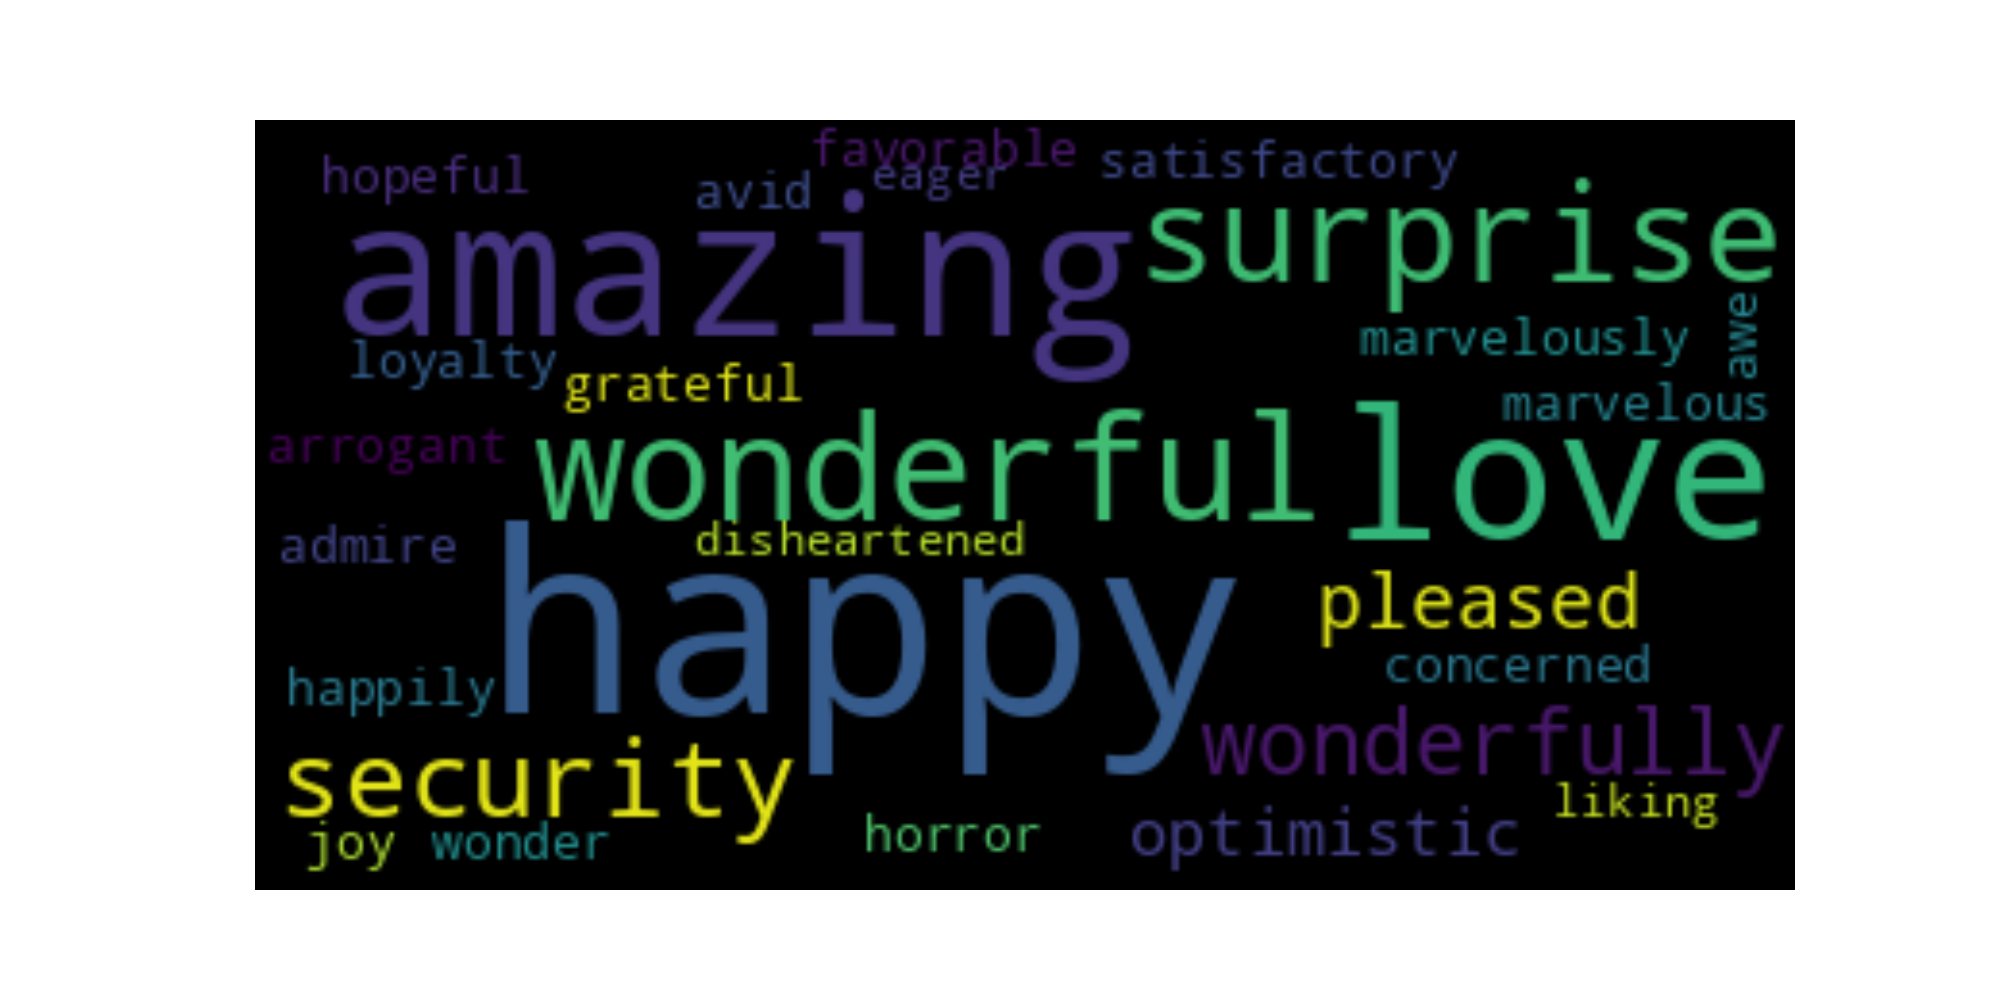 favorable
hopeful
avid
eager
satisfactory
amazing
surprise
loyalty
grateful
marvelously
awe
marvelous
arrogant
wonderful
love
admire
disheartened
happy
pleased
concerned
happily
wonderfully
security
liking
joy
wonder
horror
optimistic